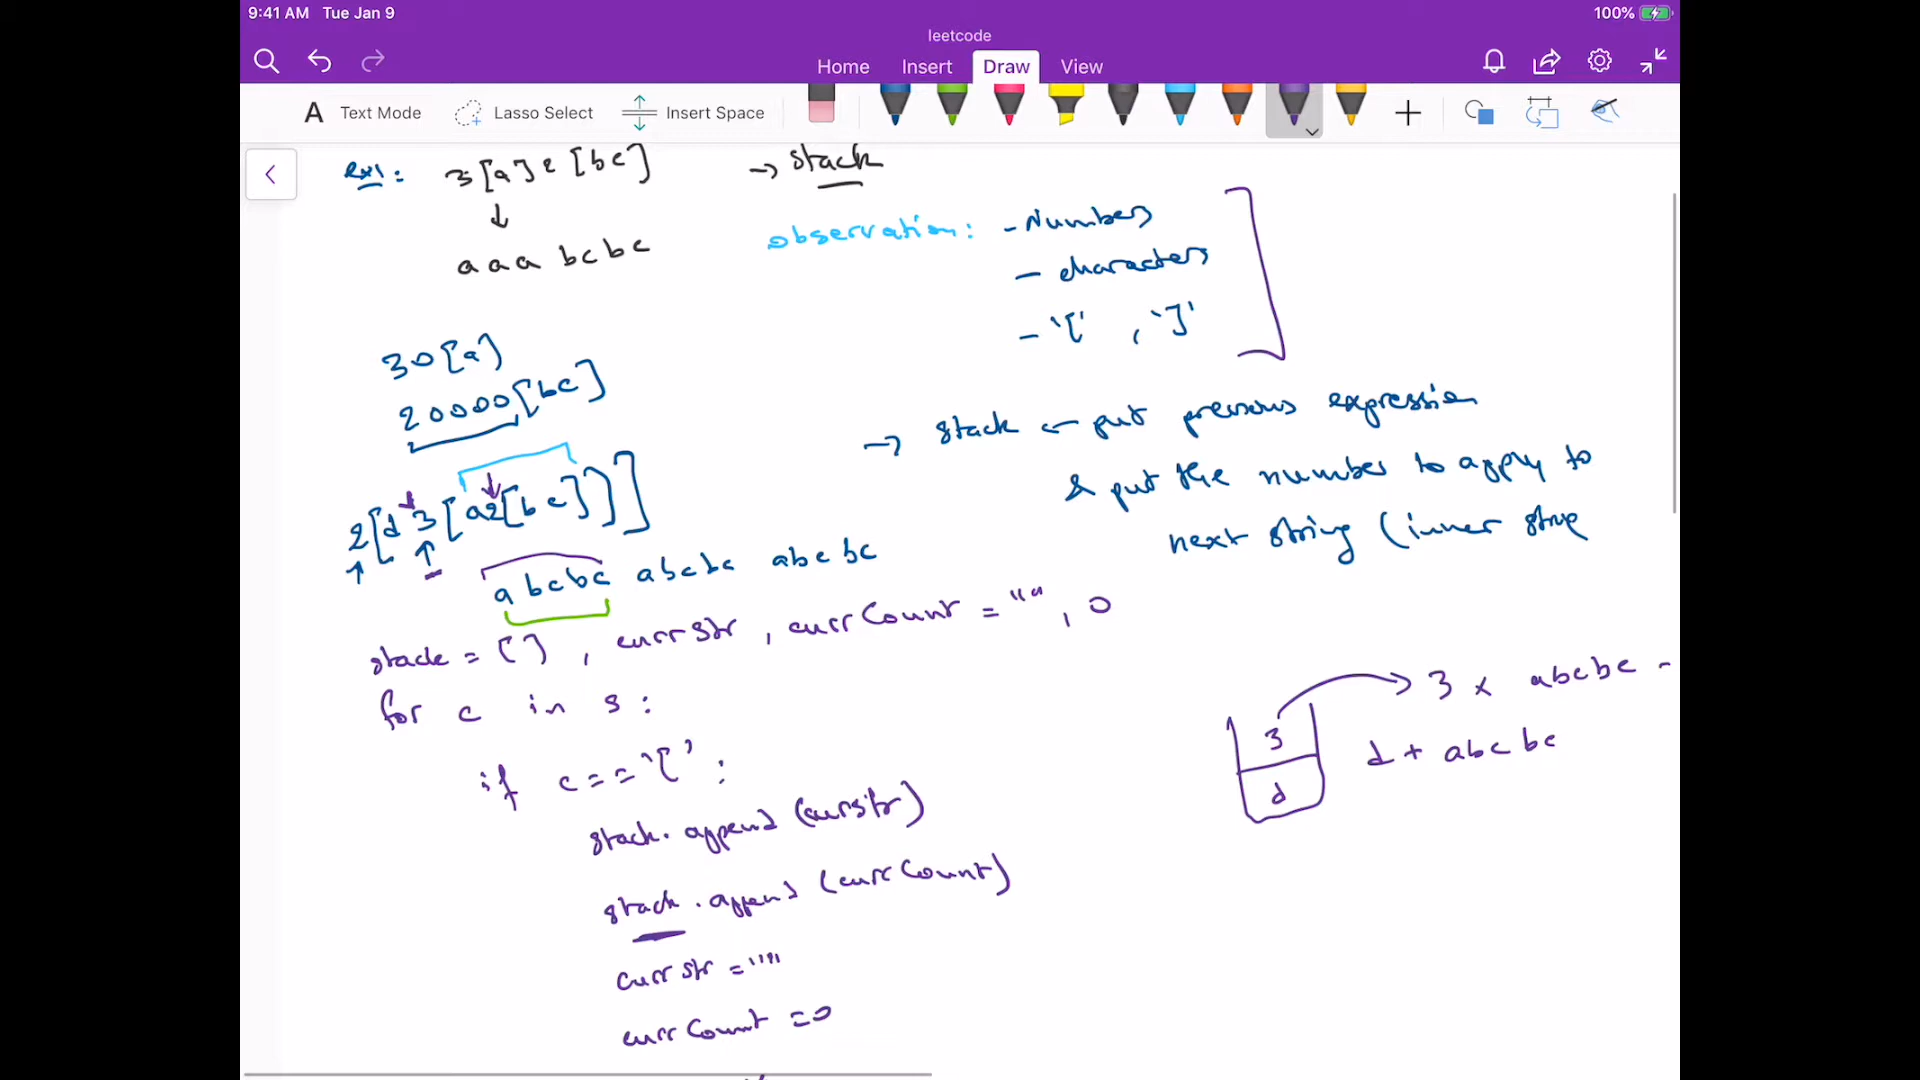 9:41 AM Tue Jan 9
100%
leetcode
Home Insert Draw View
A Text Mode Lasso Select Insert Space
ex1: 3[a]2[bc] → stack
aaabcbc
observation: - Numbers
- characters
- '[' , ']'
30[a]
20000[bc]
→ stack ← put previous expression
& put the number to apply to
next string (inner
2[d3[a2[bc]]]
abcbc abcbc abcbc
stack = [] , currStr , currCount = "" , 0
for c in s:
3 × abcbc -
3
d + abcbc
d
if c == '[' :
stack.append(currStr)
stack.append(currCount)
currStr = ""
currCount = 0